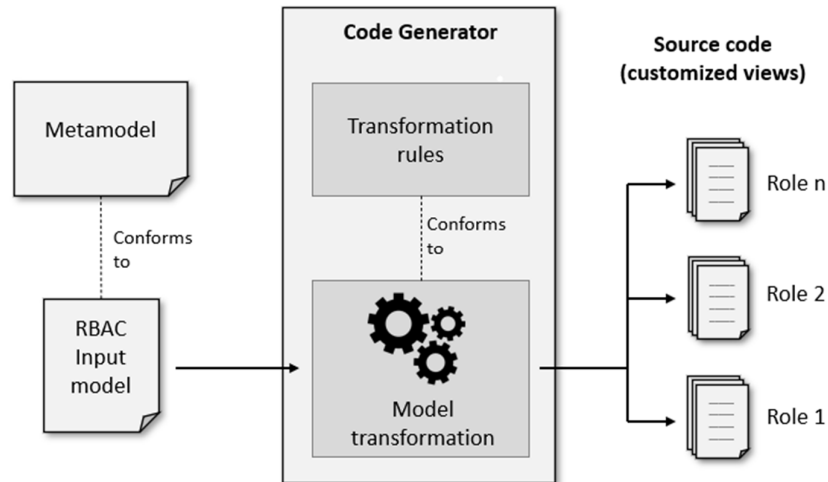 Metamodel
Conforms
to
RBAC
Input
model
Code Generator
Transformation
rules
Conforms
to
Model
transformation
Source code
(customized views)
Role n
Role 2
Role 1